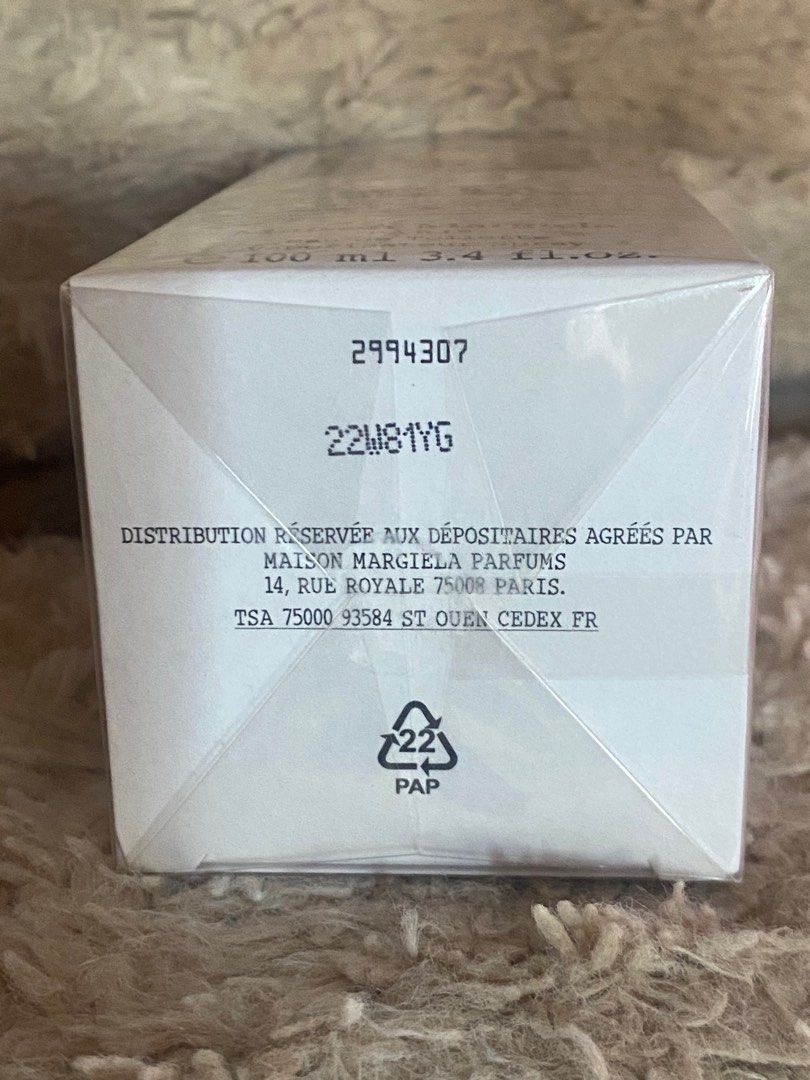 100 ml 3.4 fl.oz.
2994307
22W81YG
DISTRIBUTION RÉSERVÉE AUX DÉPOSITAIRES AGRÉÉS PAR
MAISON MARGIELA PARFUMS
14, RUE ROYALE 75008 PARIS.
TSA 75000 93584 ST OUEN CEDEX FR
22
PAP